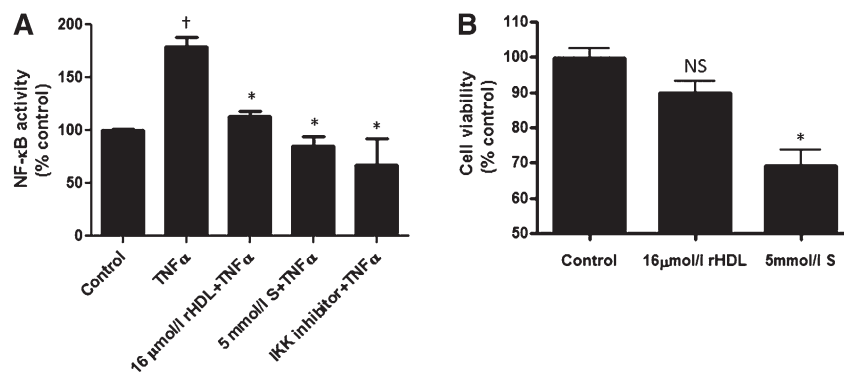 A
NF-κB activity
(% control)
200
150
100
50
0
†
*
*
*
Control
TNFα
16 μmol/l rHDL+TNFα
5 mmol/l S+TNFα
IKK inhibitor+TNFα
B
Cell viability
(% control)
110
100
90
80
70
60
50
NS
*
Control
16μmol/l rHDL
5mmol/l S